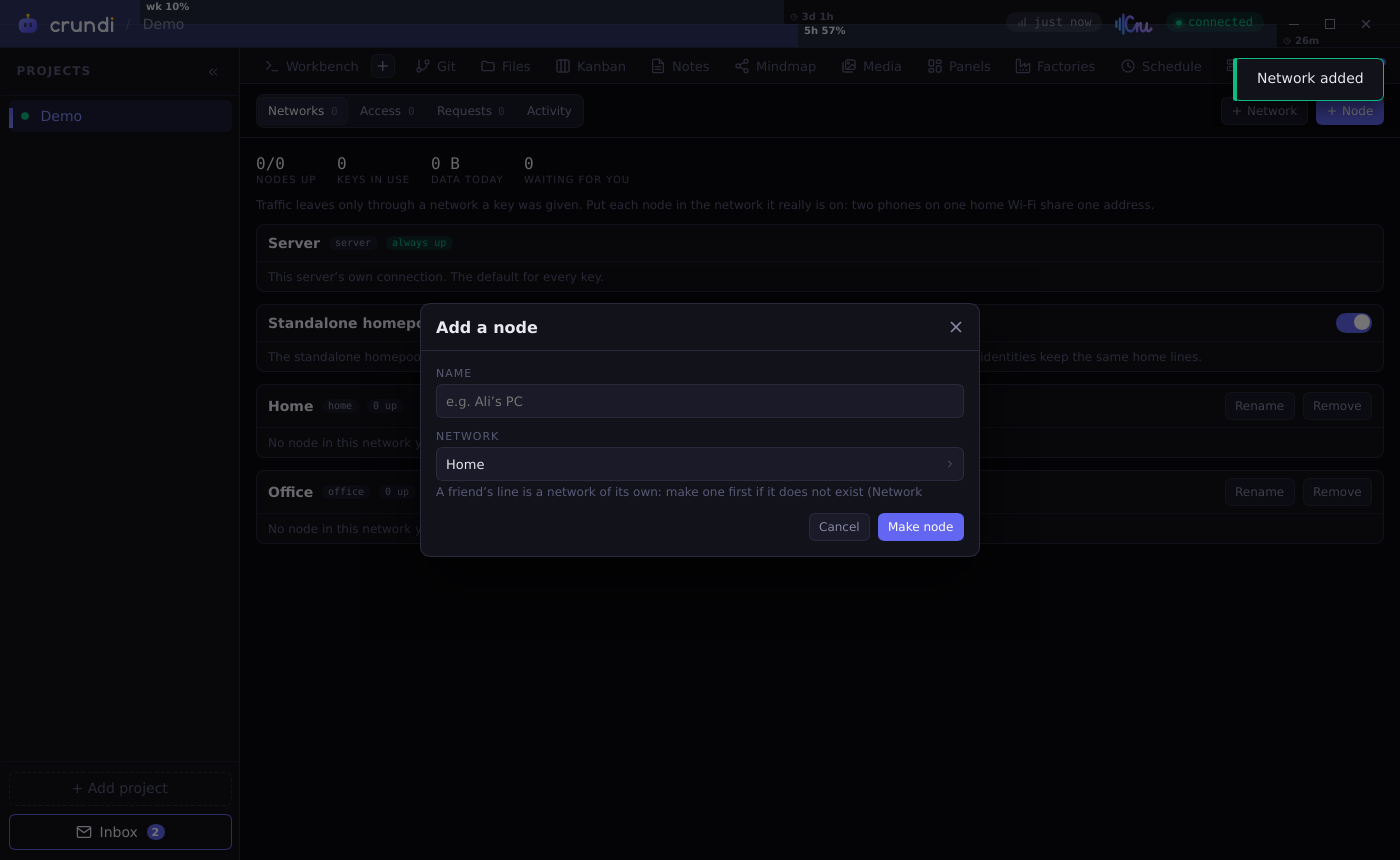 wk 10%
crundi / Demo
3d 1h
5h 57%
just now
Cru
connected
26m
PROJECTS
«
Workbench
+
Git
Files
Kanban
Notes
Mindmap
Media
Panels
Factories
Schedule
Network added
Demo
Networks 0
Access 0
Requests 0
Activity
+ Network
+ Node
0/0
NODES UP
0
KEYS IN USE
0 B
DATA TODAY
0
WAITING FOR YOU
Traffic leaves only through a network a key was given. Put each node in the network it really is on: two phones on one home Wi-Fi share one address.
Server server always up
This server's own connection. The default for every key.
Standalone homepo
The standalone homepoo
identities keep the same home lines.
Home home 0 up
Rename
Remove
No node in this network y
Office office 0 up
Rename
Remove
No node in this network y
Add a node
NAME
e.g. Ali's PC
NETWORK
Home
A friend's line is a network of its own: make one first if it does not exist (Network
Cancel
Make node
+ Add project
Inbox 2